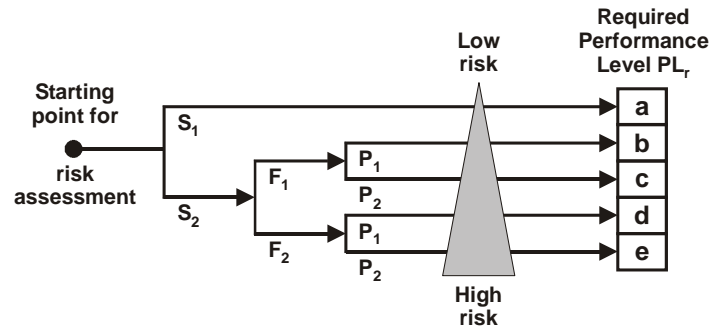 Required
Performance
Level PLr
Low
risk
Starting
point for
risk
assessment
S1
S2
F1
F2
P1
P2
P1
P2
a
b
c
d
e
High
risk